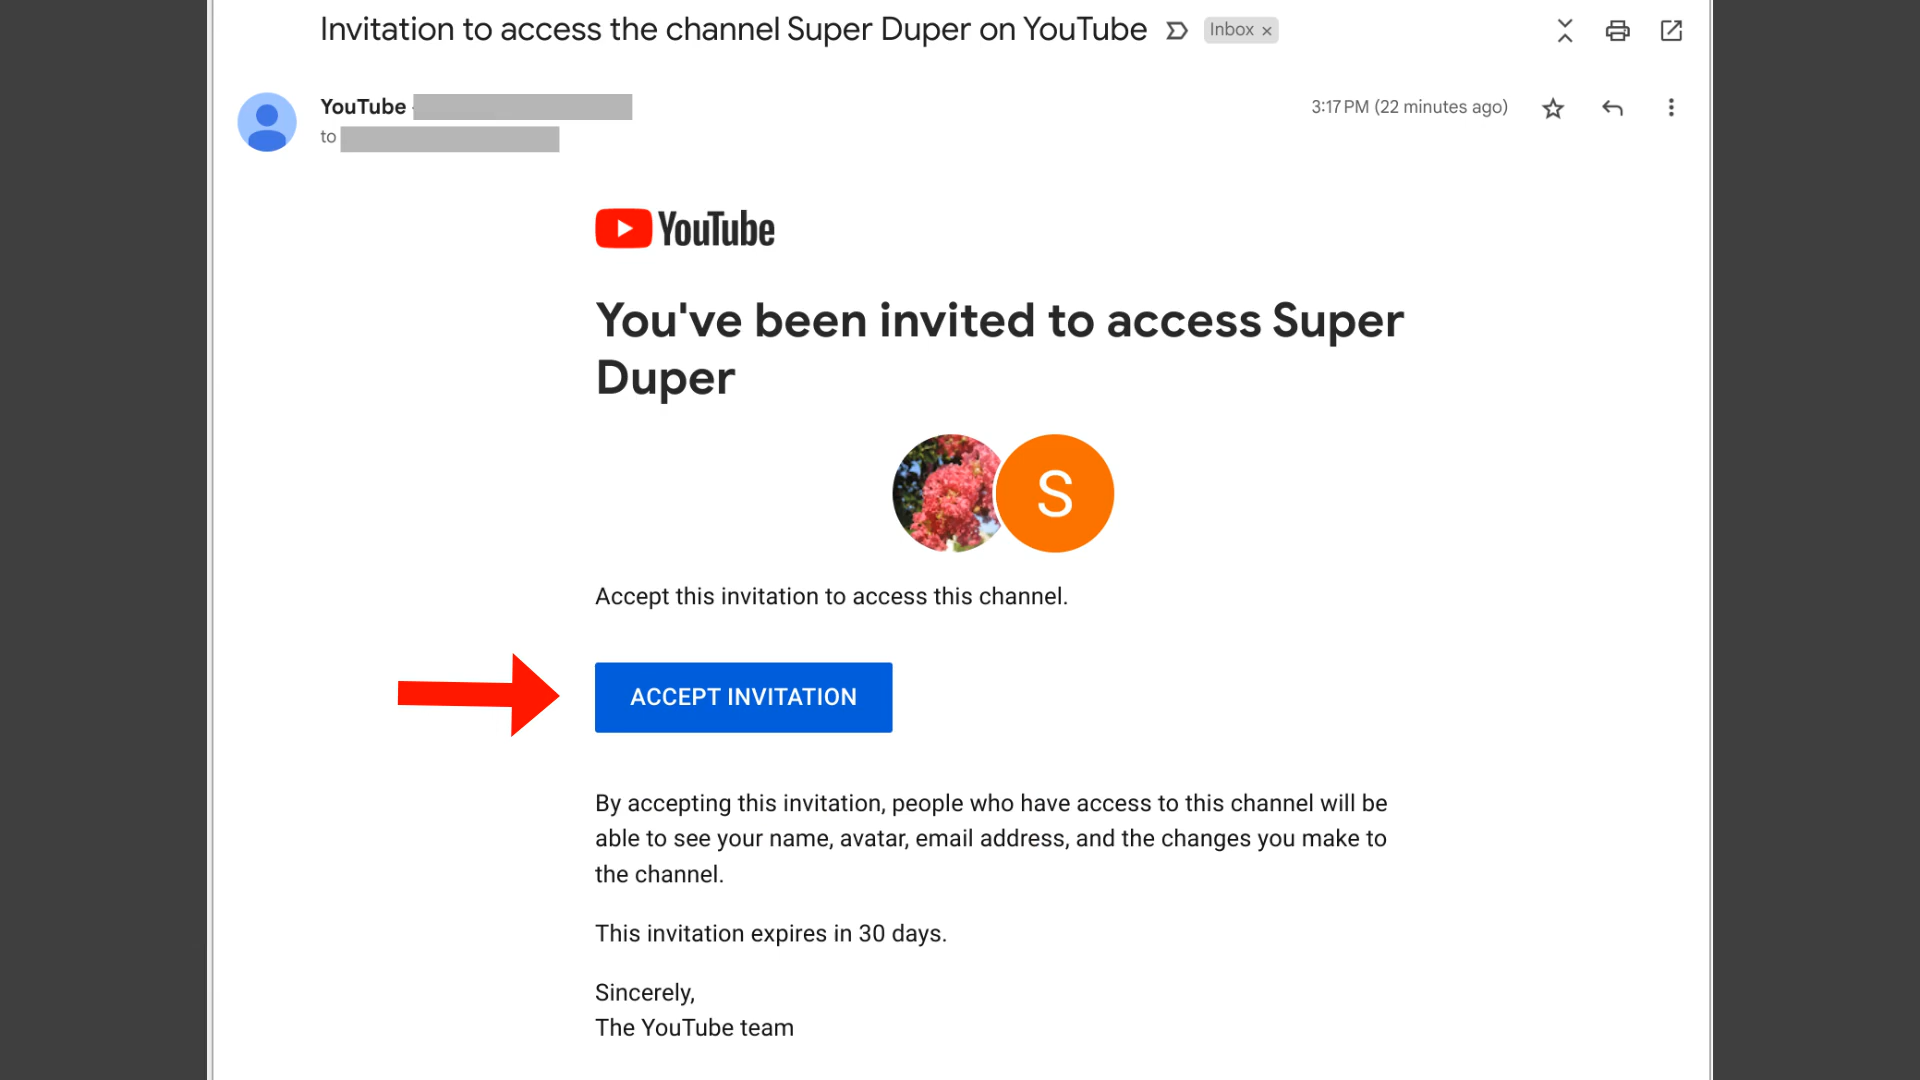 Invitation to access the channel Super Duper on YouTube Inbox ×
YouTube 3:17 PM (22 minutes ago)
to
YouTube
You've been invited to access Super
Duper
S
Accept this invitation to access this channel.
ACCEPT INVITATION
By accepting this invitation, people who have access to this channel will be
able to see your name, avatar, email address, and the changes you make to
the channel.
This invitation expires in 30 days.
Sincerely,
The YouTube team